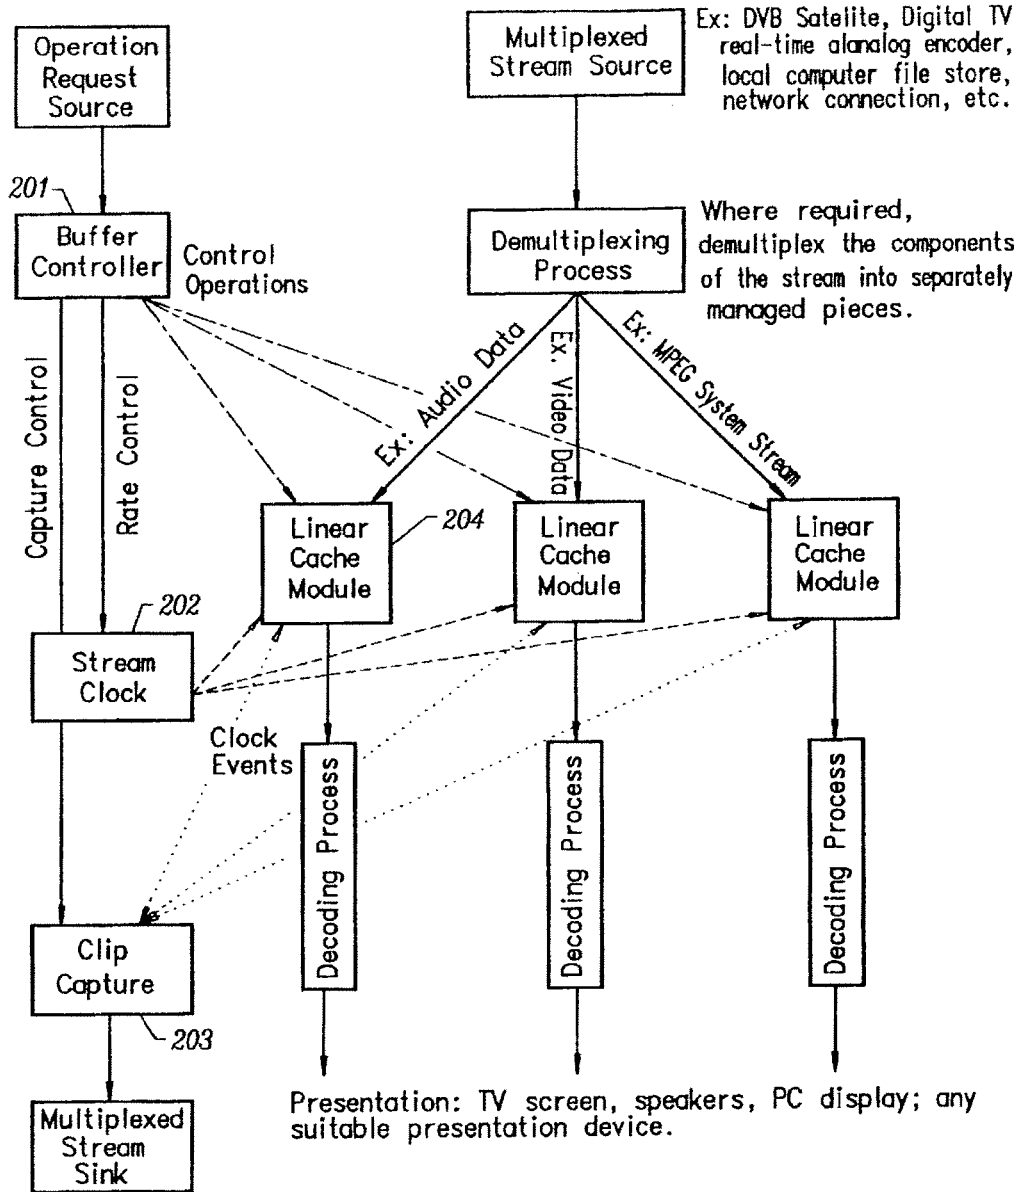 Operation
Request
Source
Multiplexed
Stream Source
Ex: DVB Satelite, Digital TV
real-time alanalog encoder,
local computer file store,
network connection, etc.
201
Buffer
Controller
Control
Operations
Demultiplexing
Process
Where required,
demultiplex the components
of the stream into separately
managed pieces.
Capture Control
Rate Control
Ex: Audio Data
Ex. Video Data
Ex: MPEG System Stream
Linear
Cache
Module
204
Linear
Cache
Module
Linear
Cache
Module
202
Stream
Clock
Clock
Events
Decoding Process
Decoding Process
Decoding Process
Clip
Capture
203
Multiplexed
Stream
Sink
Presentation: TV screen, speakers, PC display; any
suitable presentation device.